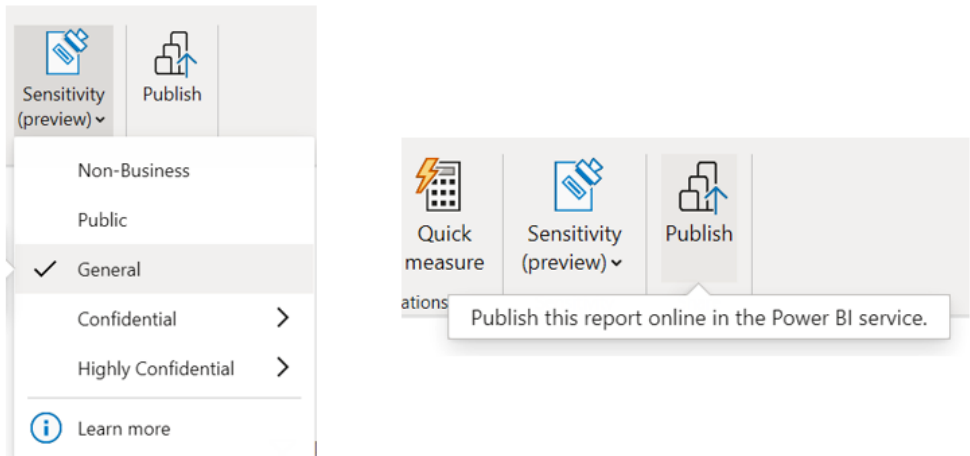 Sensitivity
(preview)
Publish
Non-Business
Public
General
Confidential
Highly Confidential
Learn more
Quick
measure
Sensitivity
(preview)
Publish
ations
Publish this report online in the Power BI service.